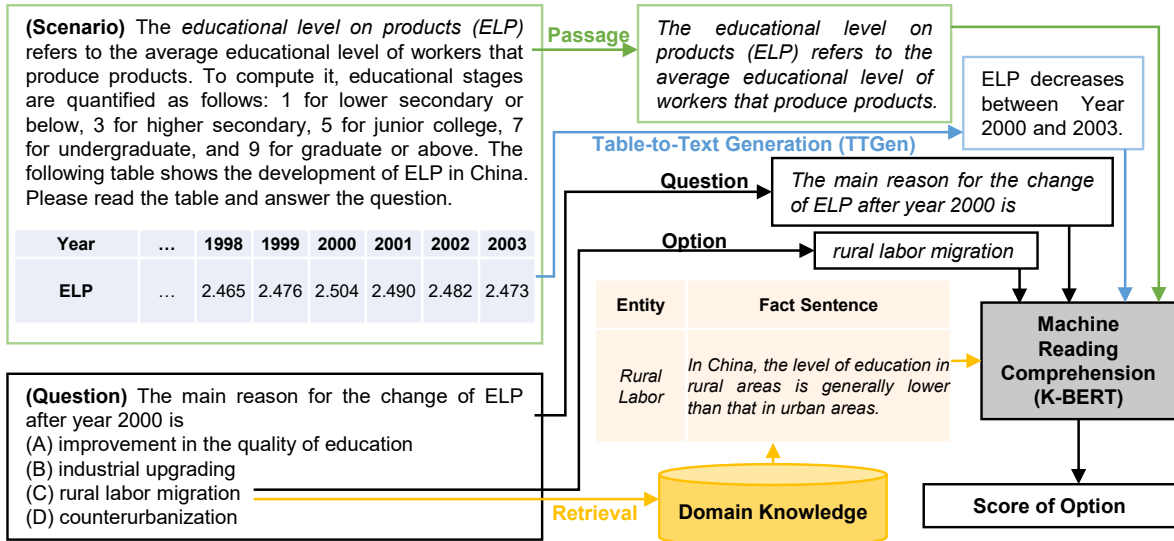 (Scenario) The educational level on products (ELP)
refers to the average educational level of workers that
produce products. To compute it, educational stages
are quantified as follows: 1 for lower secondary or
below, 3 for higher secondary, 5 for junior college, 7
for undergraduate, and 9 for graduate or above. The
following table shows the development of ELP in China.
Please read the table and answer the question.
Year … 1998 1999 2000 2001 2002 2003
ELP … 2.465 2.476 2.504 2.490 2.482 2.473
Passage
The educational level on
products (ELP) refers to the
average educational level of
workers that produce products.
ELP decreases
between Year
2000 and 2003.
Table-to-Text Generation (TTGen)
Question
The main reason for the change
of ELP after year 2000 is
Option
rural labor migration
Entity Fact Sentence
Rural
Labor
In China, the level of education in
rural areas is generally lower
than that in urban areas.
Machine
Reading
Comprehension
(K-BERT)
(Question) The main reason for the change of ELP
after year 2000 is
(A) improvement in the quality of education
(B) industrial upgrading
(C) rural labor migration
(D) counterurbanization
Retrieval
Domain Knowledge
Score of Option